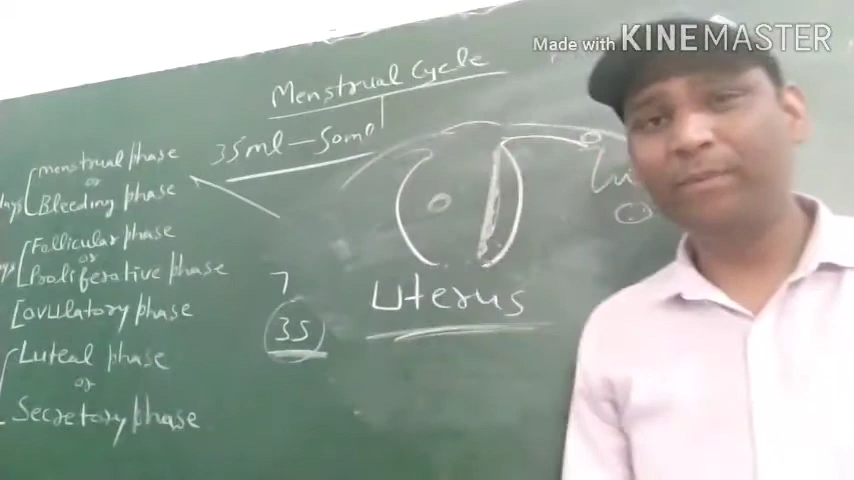 Made with KINEMASTER
Menstrual Cycle
35ml - 50ml
menstrual phase
or
Bleeding phase
Follicular phase
or
Proliferative phase
ovulatory phase
Luteal phase
or
Secretory phase
7
35
Uterus